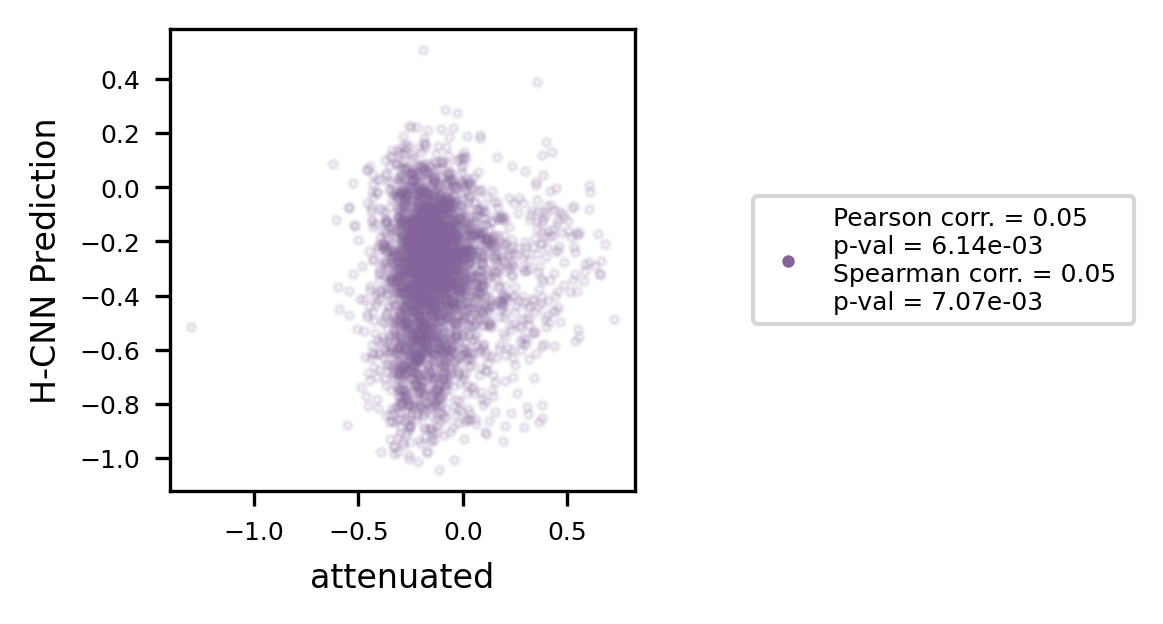 H-CNN Prediction
0.4
0.2
0.0
−0.2
−0.4
−0.6
−0.8
−1.0
−1.0 −0.5 0.0 0.5
attenuated
Pearson corr. = 0.05
p-val = 6.14e-03
Spearman corr. = 0.05
p-val = 7.07e-03